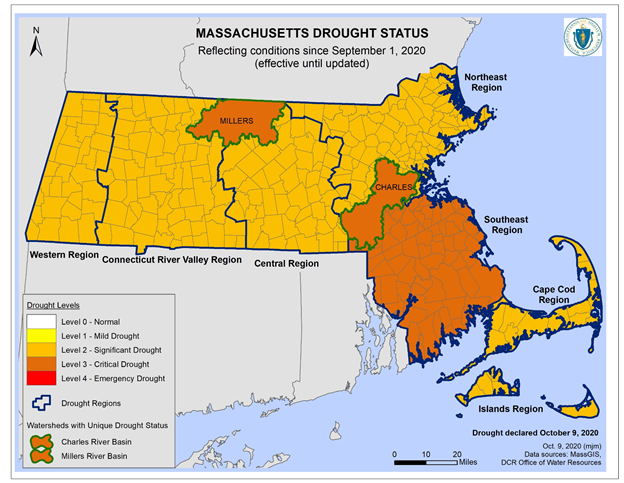 MASSACHUSETTS DROUGHT STATUS
Reflecting conditions since September 1, 2020
(effective until updated)
N
Northeast
Region
MILLERS
CHARLES
Southeast
Region
Western Region
Connecticut River Valley Region
Central Region
Cape Cod
Region
Drought Levels
Level 0 - Normal
Level 1 - Mild Drought
Level 2 - Significant Drought
Level 3 - Critical Drought
Level 4 - Emergency Drought
Drought Regions
Watersheds with Unique Drought Status
Charles River Basin
Millers River Basin
Islands Region
Drought declared October 9, 2020
Oct. 9, 2020 (mjm)
Data sources: MassGIS,
DCR Office of Water Resources
0 10 20
Miles